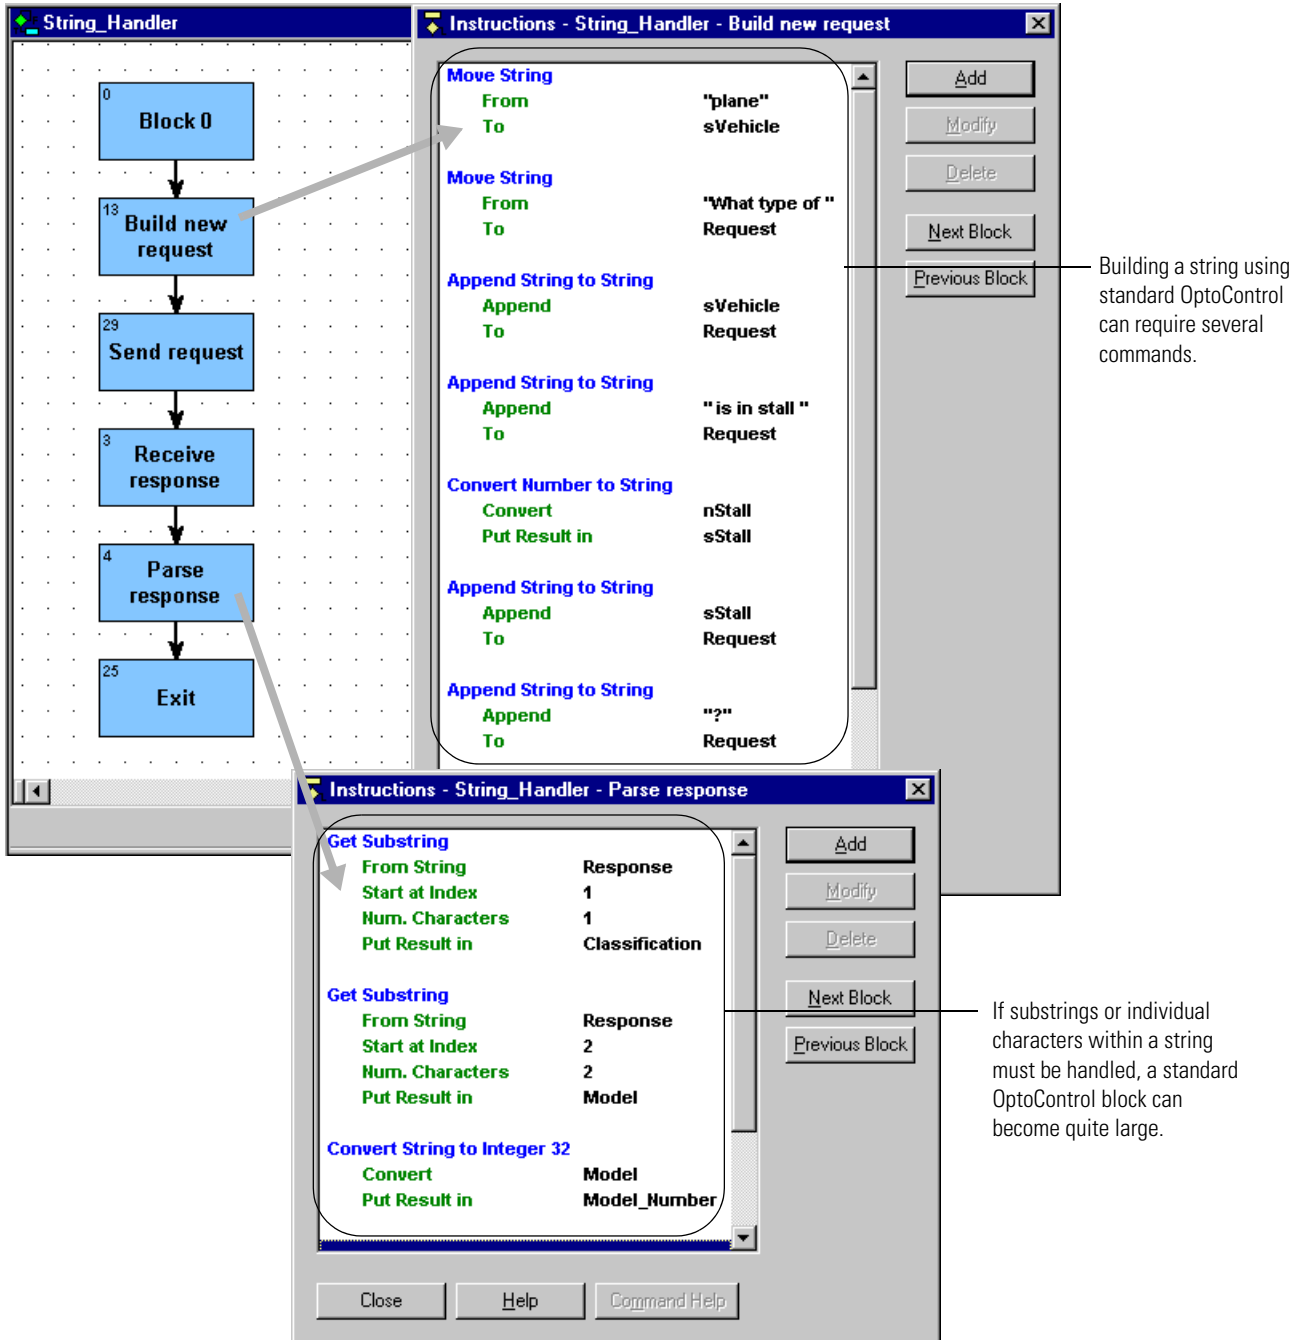 String_Handler
0
Block 0
13
Build new
request
29
Send request
3
Receive
response
4
Parse
response
25
Exit
Instructions - String_Handler - Build new request
Move String
From "plane"
To sVehicle
Move String
From "What type of "
To Request
Append String to String
Append sVehicle
To Request
Append String to String
Append " is in stall "
To Request
Convert Number to String
Convert nStall
Put Result in sStall
Append String to String
Append sStall
To Request
Append String to String
Append "?"
To Request
Add
Modify
Delete
Next Block
Previous Block
Building a string using
standard OptoControl
can require several
commands.
Instructions - String_Handler - Parse response
Get Substring
From String Response
Start at Index 1
Num. Characters 1
Put Result in Classification
Get Substring
From String Response
Start at Index 2
Num. Characters 2
Put Result in Model
Convert String to Integer 32
Convert Model
Put Result in Model_Number
Add
Modify
Delete
Next Block
Previous Block
Close
Help
Command Help
If substrings or individual
characters within a string
must be handled, a standard
OptoControl block can
become quite large.